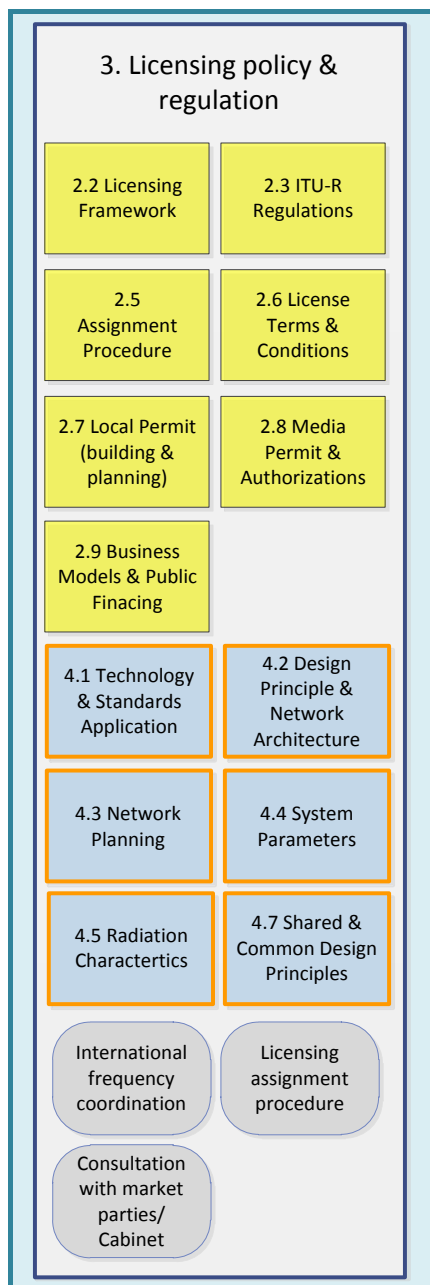 3. Licensing policy &
regulation
2.2 Licensing
Framework
2.3 ITU-R
Regulations
2.5
Assignment
Procedure
2.6 License
Terms &
Conditions
2.7 Local Permit
(building &
planning)
2.8 Media
Permit &
Authorizations
2.9 Business
Models & Public
Finacing
4.1 Technology
& Standards
Application
4.2 Design
Principle &
Network
Architecture
4.3 Network
Planning
4.4 System
Parameters
4.5 Radiation
Charactertics
4.7 Shared &
Common Design
Principles
International
frequency
coordination
Licensing
assignment
procedure
Consultation
with market
parties/
Cabinet